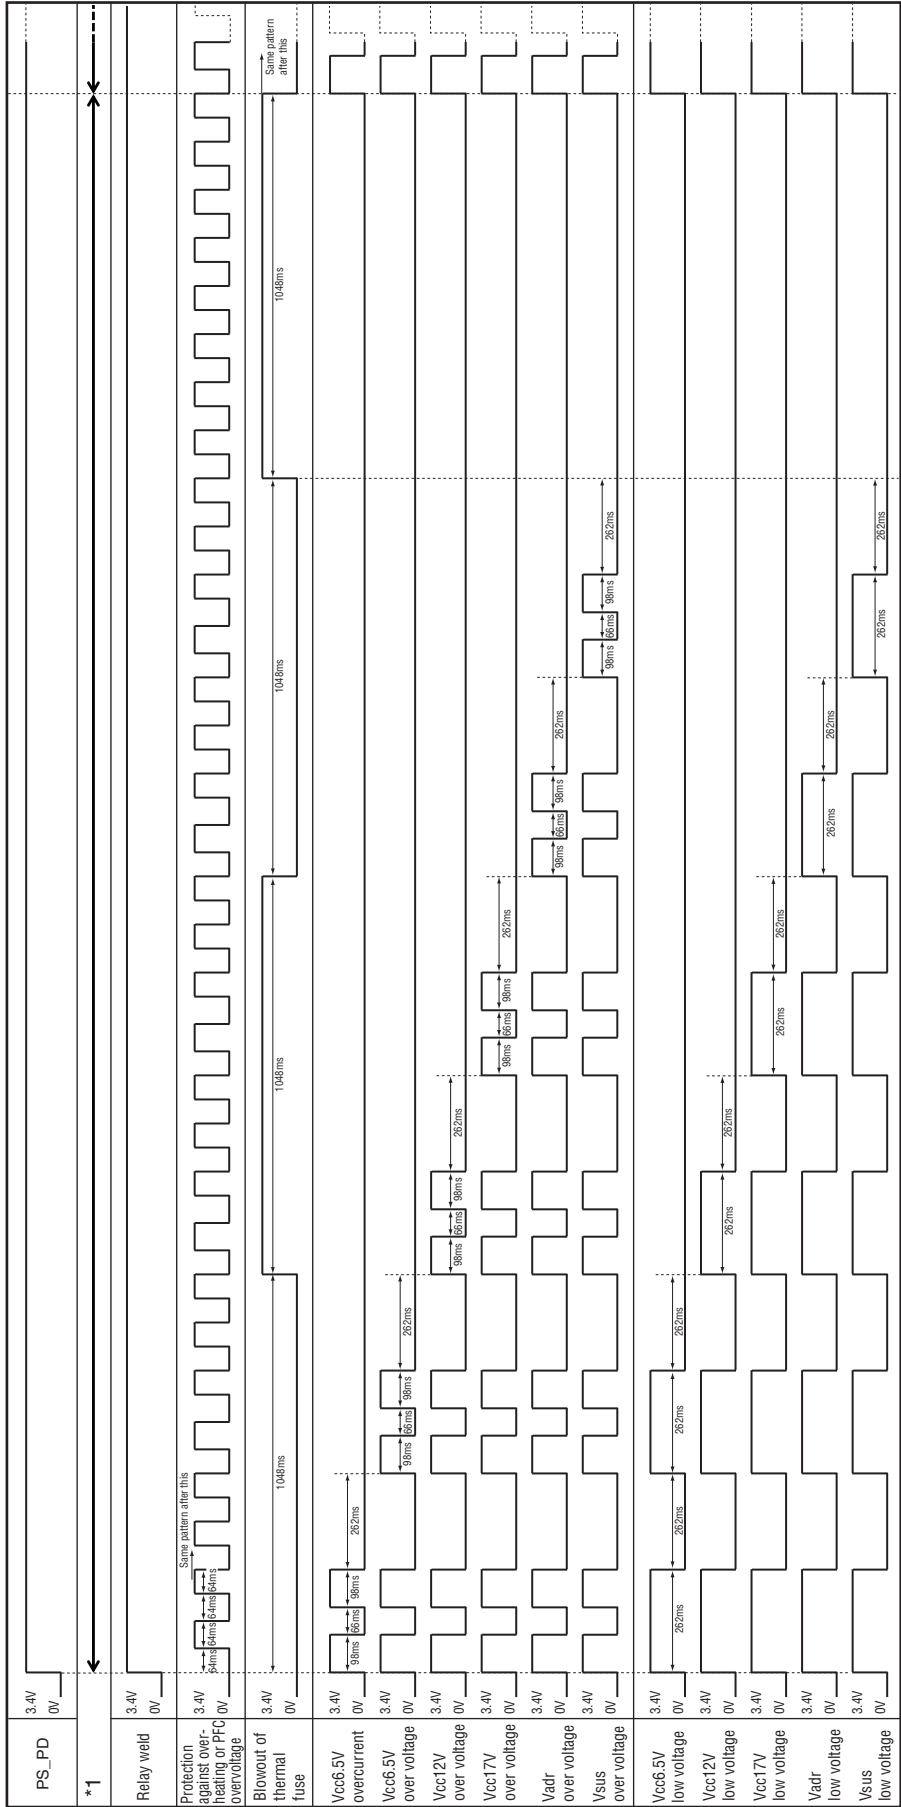 PS_PD
3.4V
0V
*1
Relay weld
3.4V
0V
Protection
against over-
heating or PFC
overvoltage
3.4V
0V
64ms
64ms
64ms
64ms
Same pattern after this
Blowout of
thermal
fuse
3.4V
0V
1048ms
1048ms
1048ms
1048ms
Same pattern
after this
Vcc6.5V
overcurrent
3.4V
0V
98ms
66ms
98ms
262ms
Vcc6.5V
over voltage
3.4V
0V
98ms
66ms
98ms
262ms
Vcc12V
over voltage
3.4V
0V
98ms
66ms
98ms
262ms
Vcc17V
over voltage
3.4V
0V
98ms
66ms
98ms
262ms
Vadr
over voltage
3.4V
0V
98ms
66ms
98ms
262ms
Vsus
over voltage
3.4V
0V
98ms
66ms
98ms
262ms
Vcc6.5V
low voltage
3.4V
0V
262ms
262ms
262ms
262ms
Vcc12V
low voltage
3.4V
0V
262ms
262ms
Vcc17V
low voltage
3.4V
0V
262ms
262ms
Vadr
low voltage
3.4V
0V
262ms
262ms
Vsus
low voltage
3.4V
0V
262ms
262ms